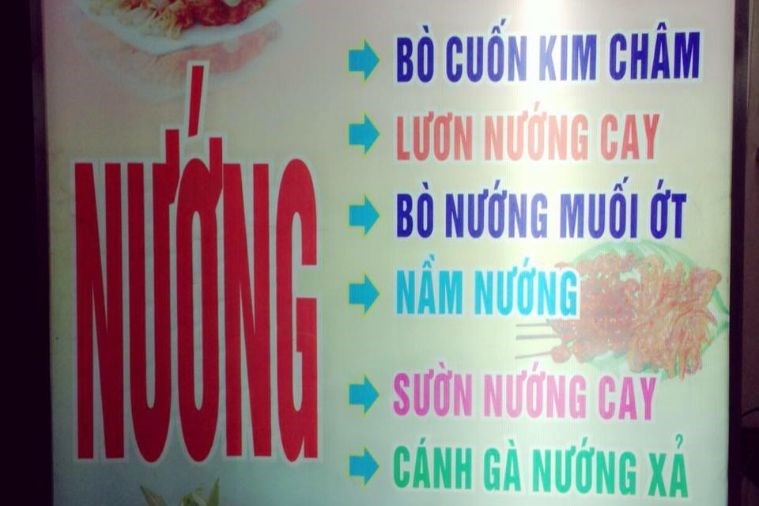 NƯỚNG
BÒ CUỐN KIM CHÂM
LƯƠN NƯỚNG CAY
BÒ NƯỚNG MUỐI ỚT
NẦM NƯỚNG
SƯỜN NƯỚNG CAY
CÁNH GÀ NƯỚNG XẢ